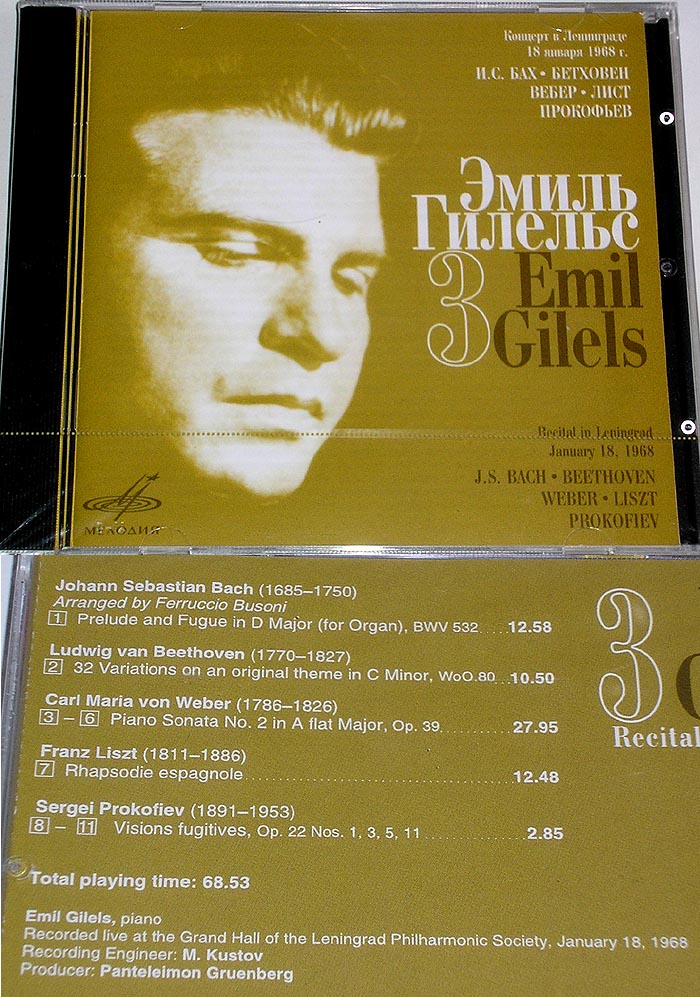 Концерт в Ленинграде
18 января 1968 г.
И.С. БАХ • БЕТХОВЕН
ВЕБЕР • ЛИСТ
ПРОКОФЬЕВ
Эмиль
Гилельс
3 Emil
Gilels
Recital in Leningrad
January 18, 1968
J.S. BACH • BEETHOVEN
WEBER • LISZT
PROKOFIEV
МЕЛОДИЯ
Johann Sebastian Bach (1685–1750)
Arranged by Ferruccio Busoni
1 Prelude and Fugue in D Major (for Organ), BWV 532 ..... 12.58
Ludwig van Beethoven (1770–1827)
2 32 Variations on an original theme in C Minor, WoO.80 ... 10.50
Carl Maria von Weber (1786–1826)
3 – 6 Piano Sonata No. 2 in A flat Major, Op. 39 ............ 27.95
Franz Liszt (1811–1886)
7 Rhapsodie espagnole ............................................ 12.48
Sergei Prokofiev (1891–1953)
8 – 11 Visions fugitives, Op. 22 Nos. 1, 3, 5, 11 ................ 2.85
3
Recital
Total playing time: 68.53
Emil Gilels, piano
Recorded live at the Grand Hall of the Leningrad Philharmonic Society, January 18, 1968
Recording Engineer: M. Kustov
Producer: Panteleimon Gruenberg